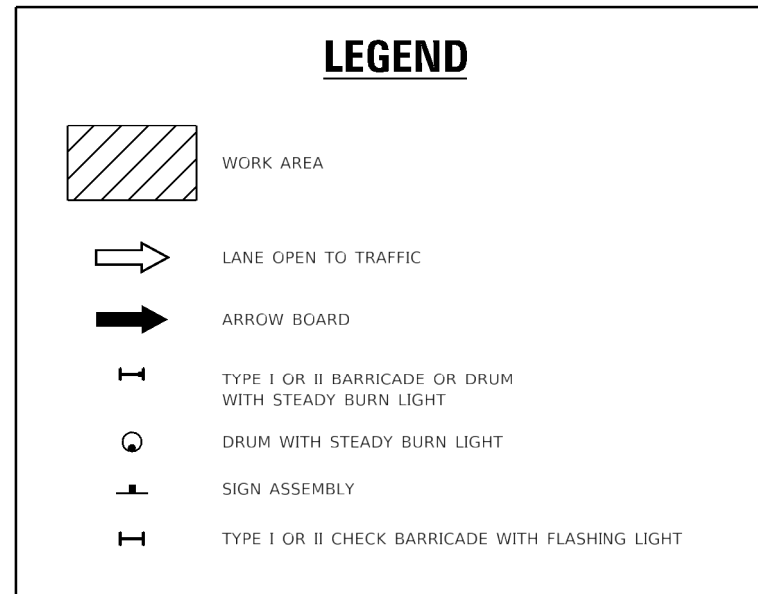 LEGEND
WORK AREA
LANE OPEN TO TRAFFIC
ARROW BOARD
TYPE I OR II BARRICADE OR DRUM
WITH STEADY BURN LIGHT
DRUM WITH STEADY BURN LIGHT
SIGN ASSEMBLY
TYPE I OR II CHECK BARRICADE WITH FLASHING LIGHT